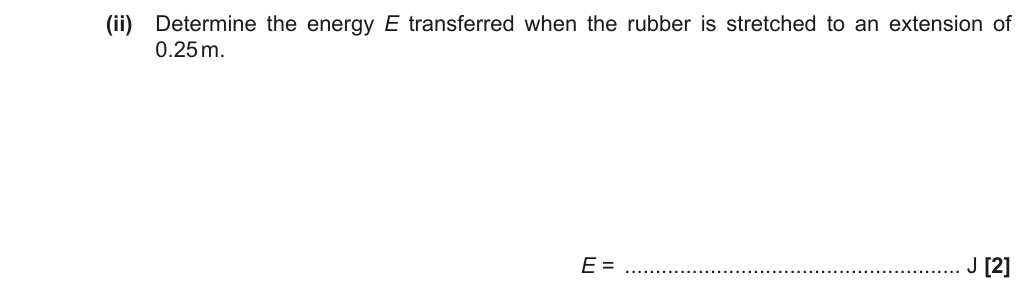 (ii) Determine the energy E transferred when the rubber is stretched to an extension of
0.25 m.
E = ...................................................... J [2]